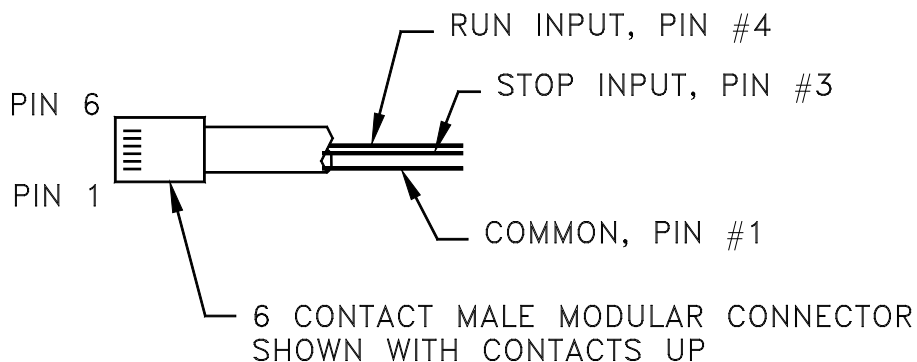 RUN INPUT, PIN #4
STOP INPUT, PIN #3
PIN 6
PIN 1
COMMON, PIN #1
6 CONTACT MALE MODULAR CONNECTOR
SHOWN WITH CONTACTS UP